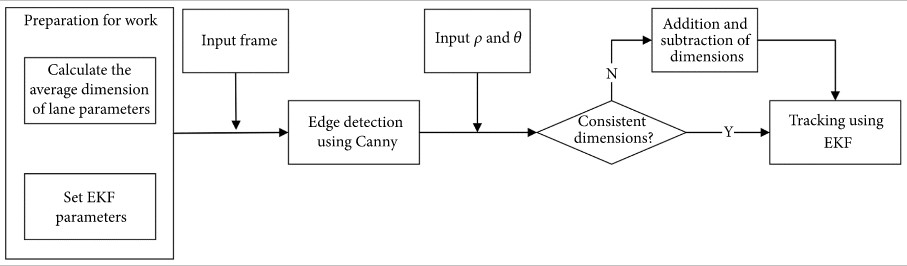 Preparation for work
Calculate the
average dimension
of lane parameters
Set EKF
parameters
Input frame
Edge detection
using Canny
Input ρ and θ
Consistent
dimensions?
N
Addition and
subtraction of
dimensions
Y
Tracking using
EKF